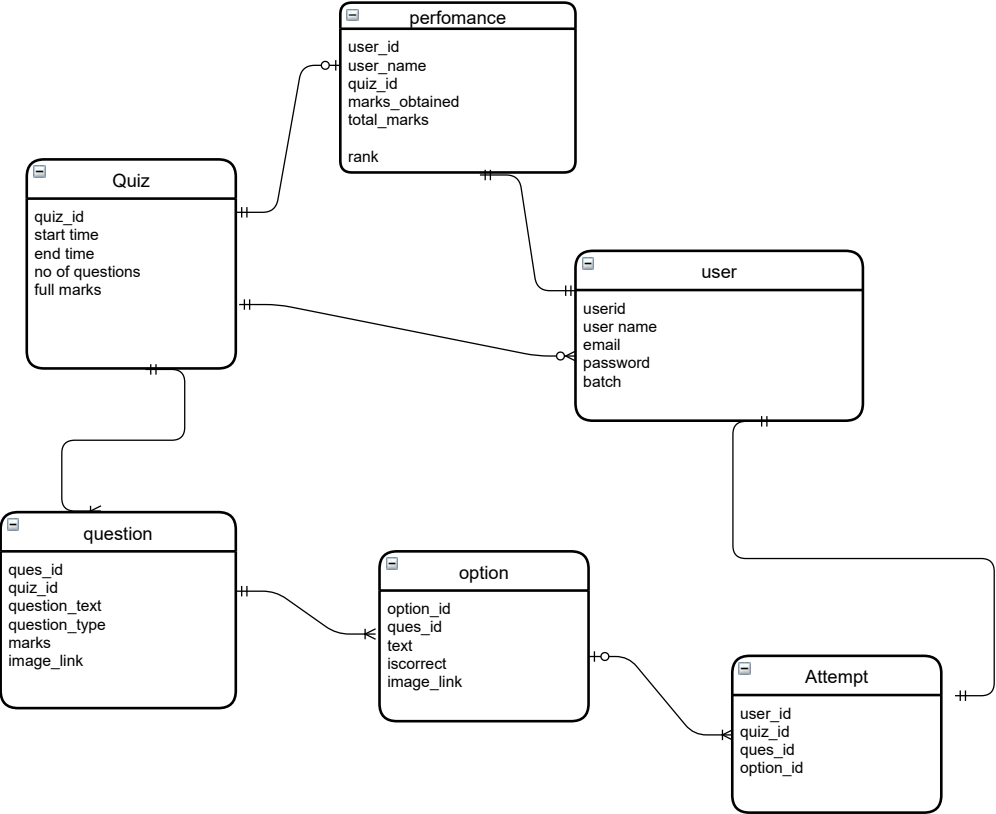 perfomance
user_id
user_name
quiz_id
marks_obtained
total_marks
rank
Quiz
quiz_id
start time
end time
no of questions
full marks
user
userid
user name
email
password
batch
question
ques_id
quiz_id
question_text
question_type
marks
image_link
option
option_id
ques_id
text
iscorrect
image_link
Attempt
user_id
quiz_id
ques_id
option_id